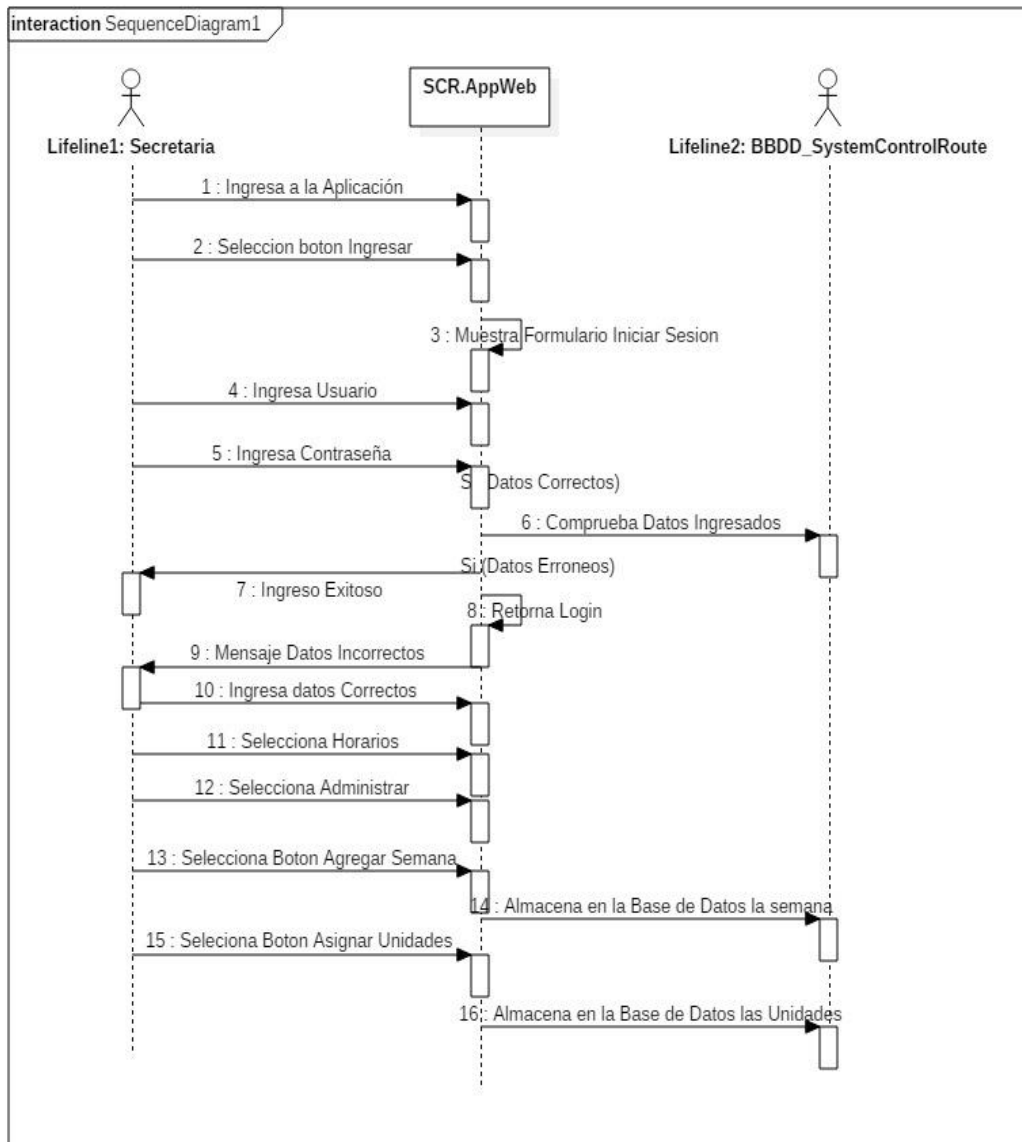 interaction SequenceDiagram1
SCR.AppWeb
Lifeline1: Secretaria
Lifeline2: BBDD_SystemControlRoute
1 : Ingresa a la Aplicación
2 : Seleccion boton Ingresar
3 : Muestra Formulario Iniciar Sesion
4 : Ingresa Usuario
5 : Ingresa Contraseña
Si (Datos Correctos)
6 : Comprueba Datos Ingresados
Si (Datos Erroneos)
7 : Ingreso Exitoso
8 : Retorna Login
9 : Mensaje Datos Incorrectos
10 : Ingresa datos Correctos
11 : Selecciona Horarios
12 : Selecciona Administrar
13 : Selecciona Boton Agregar Semana
14 : Almacena en la Base de Datos la semana
15 : Seleciona Boton Asignar Unidades
16 : Almacena en la Base de Datos las Unidades